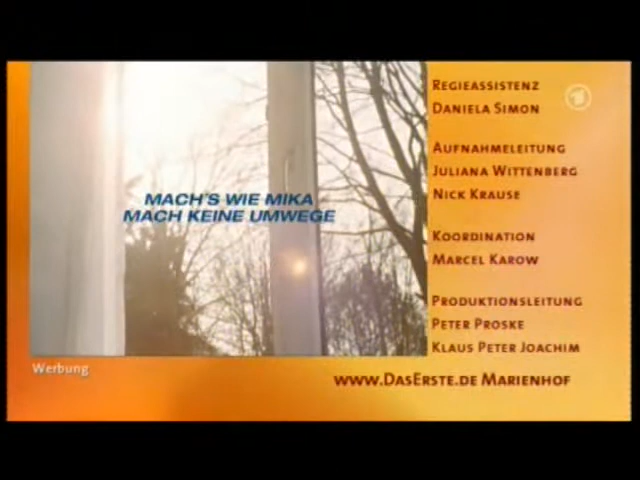 MACH'S WIE MIKA
MACH KEINE UMWEGE
Werbung
REGIEASSISTENZ
DANIELA SIMON
AUFNAHMELEITUNG
JULIANA WITTENBERG
NICK KRAUSE
KOORDINATION
MARCEL KAROW
PRODUKTIONSLEITUNG
PETER PROSKE
KLAUS PETER JOACHIM
WWW.DASERSTE.DE MARIENHOF
1